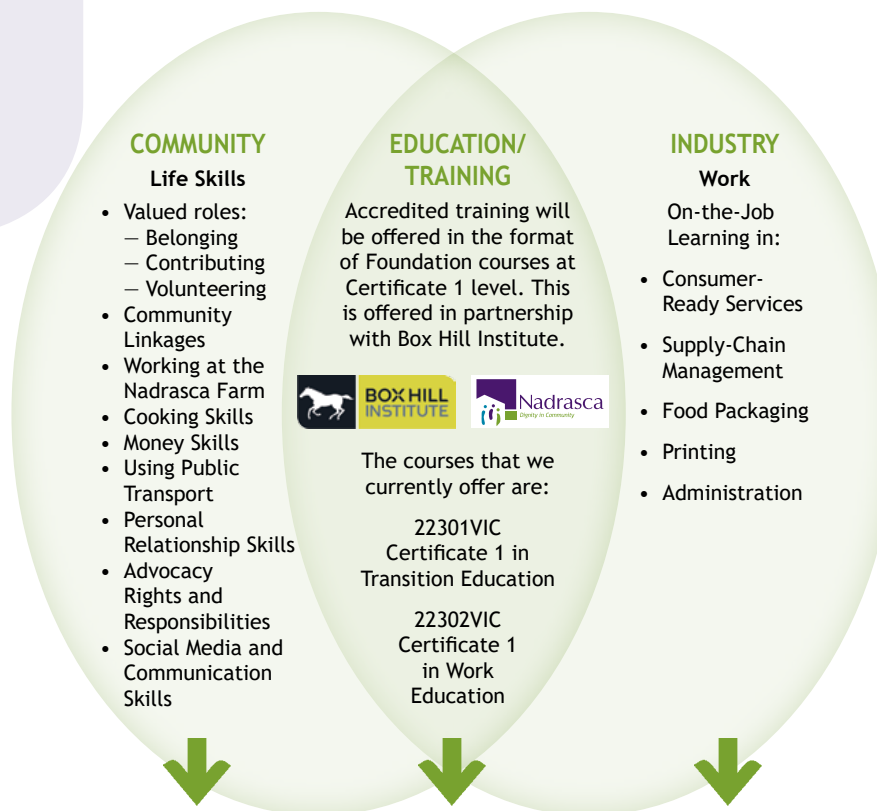 COMMUNITY
Life Skills
• Valued roles:
— Belonging
— Contributing
— Volunteering
• Community
Linkages
• Working at the
Nadrasca Farm
• Cooking Skills
• Money Skills
• Using Public
Transport
• Personal
Relationship Skills
• Advocacy
Rights and
Responsibilities
• Social Media and
Communication
Skills
EDUCATION/
TRAINING
Accredited training will
be offered in the format
of Foundation courses at
Certificate 1 level. This
is offered in partnership
with Box Hill Institute.
BOX HILL
INSTITUTE
Nadrasca
Dignity in Community
The courses that we
currently offer are:
22301VIC
Certificate 1 in
Transition Education
22302VIC
Certificate 1
in Work
Education
INDUSTRY
Work
On-the-Job
Learning in:
• Consumer-
Ready Services
• Supply-Chain
Management
• Food Packaging
• Printing
• Administration